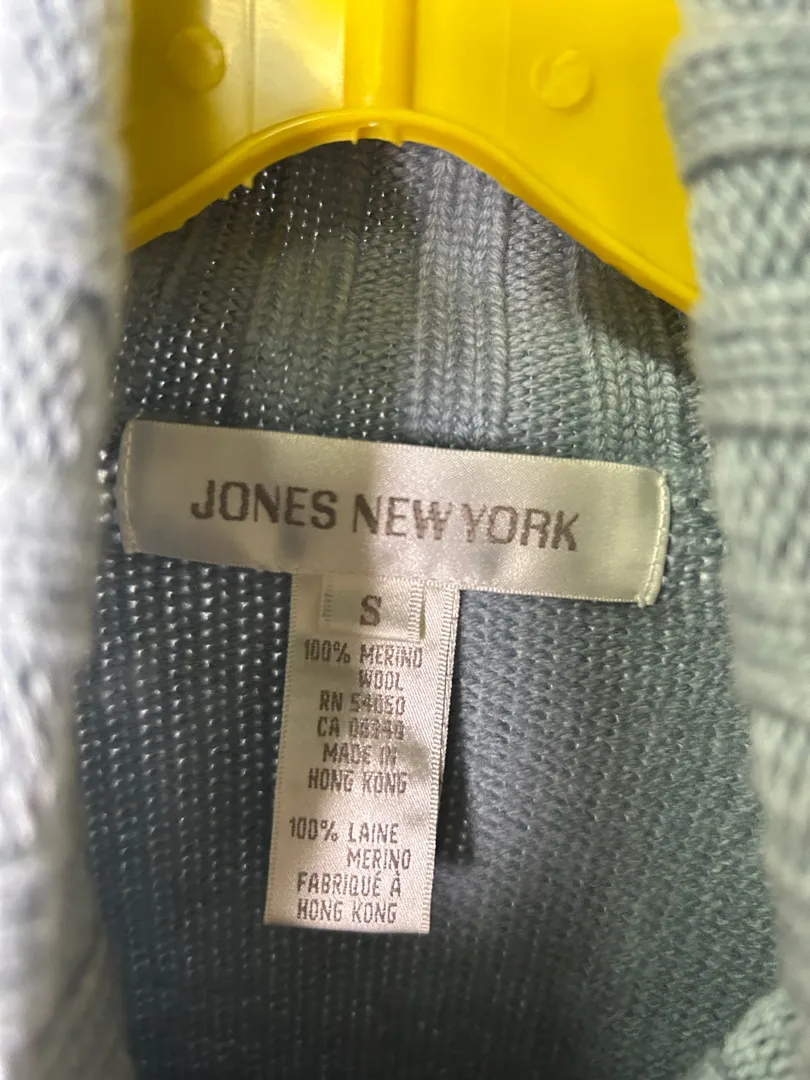 JONES NEW YORK
S
100% MERINO
WOOL
RN 54050
CA
MADE IN
HONG KONG
100% LAINE
MERINO
FABRIQUÉ À
HONG KONG